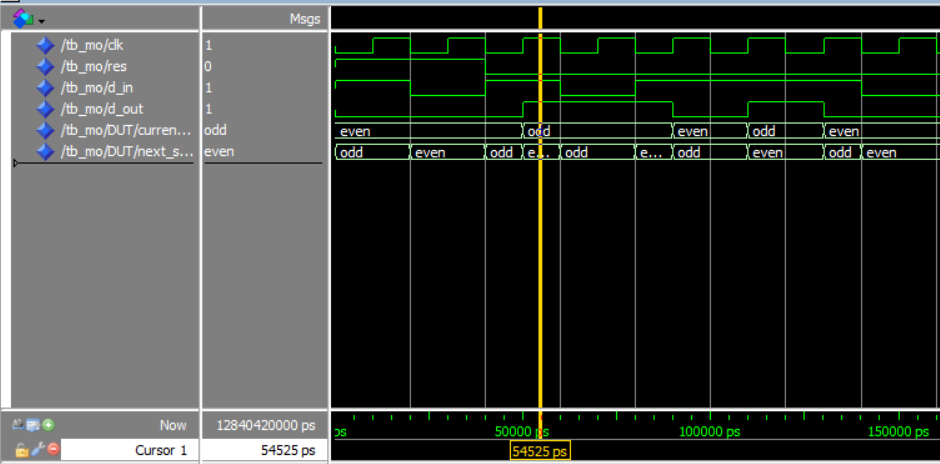 Msgs
/tb_mo/clk 1
/tb_mo/res 0
/tb_mo/d_in 1
/tb_mo/d_out 1
/tb_mo/DUT/curren... odd even odd even odd even
/tb_mo/DUT/next_s... even odd even odd e... odd e... odd even odd even
Now 12840420000 ps ps 50000 ps 100000 ps 150000 ps
Cursor 1 54525 ps 54525 ps